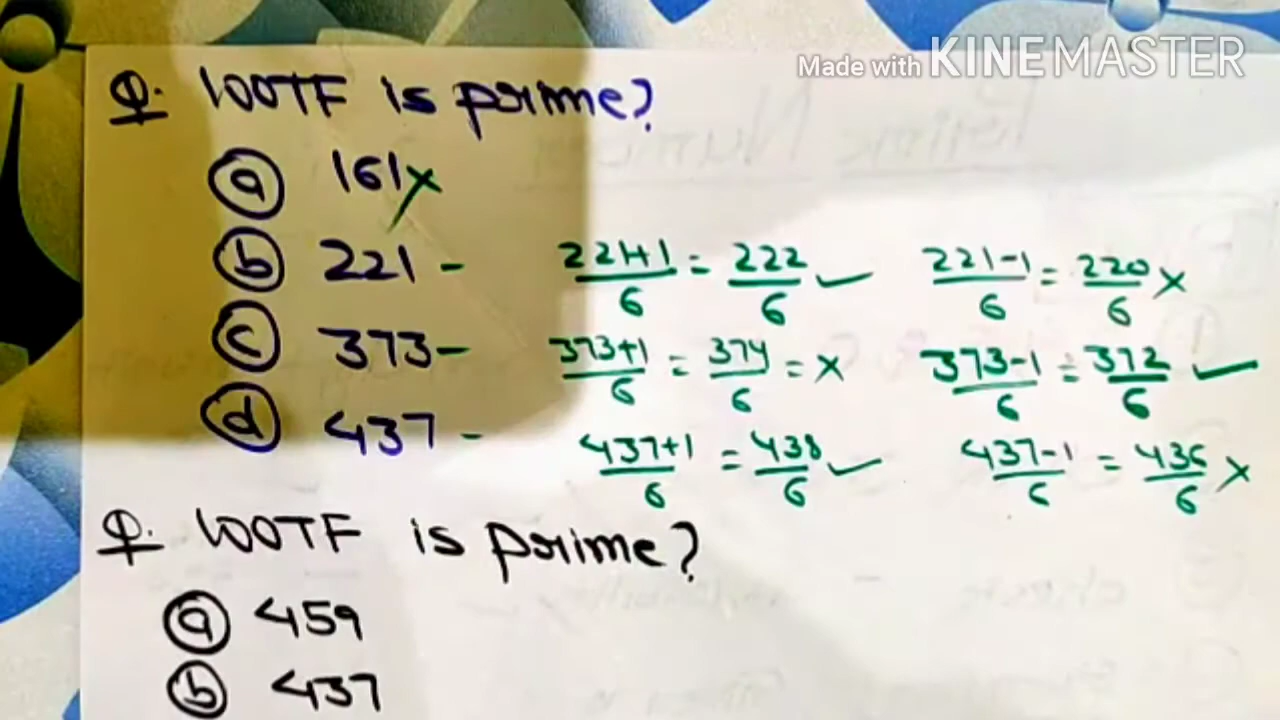 Made with KINEMASTER
Q. WOOTF is prime?
ⓐ 161 ×
ⓑ 221 - 221+1/6 = 222/6 ✓ 221-1/6 = 220/6 ×
ⓒ 373 - 373+1/6 = 374/6 = × 373-1/6 = 372/6 ✓
ⓓ 437 - 437+1/6 = 438/6 ✓ 437-1/6 = 436/6 ×
Q. WOOTF is prime?
ⓐ 459
ⓑ 437